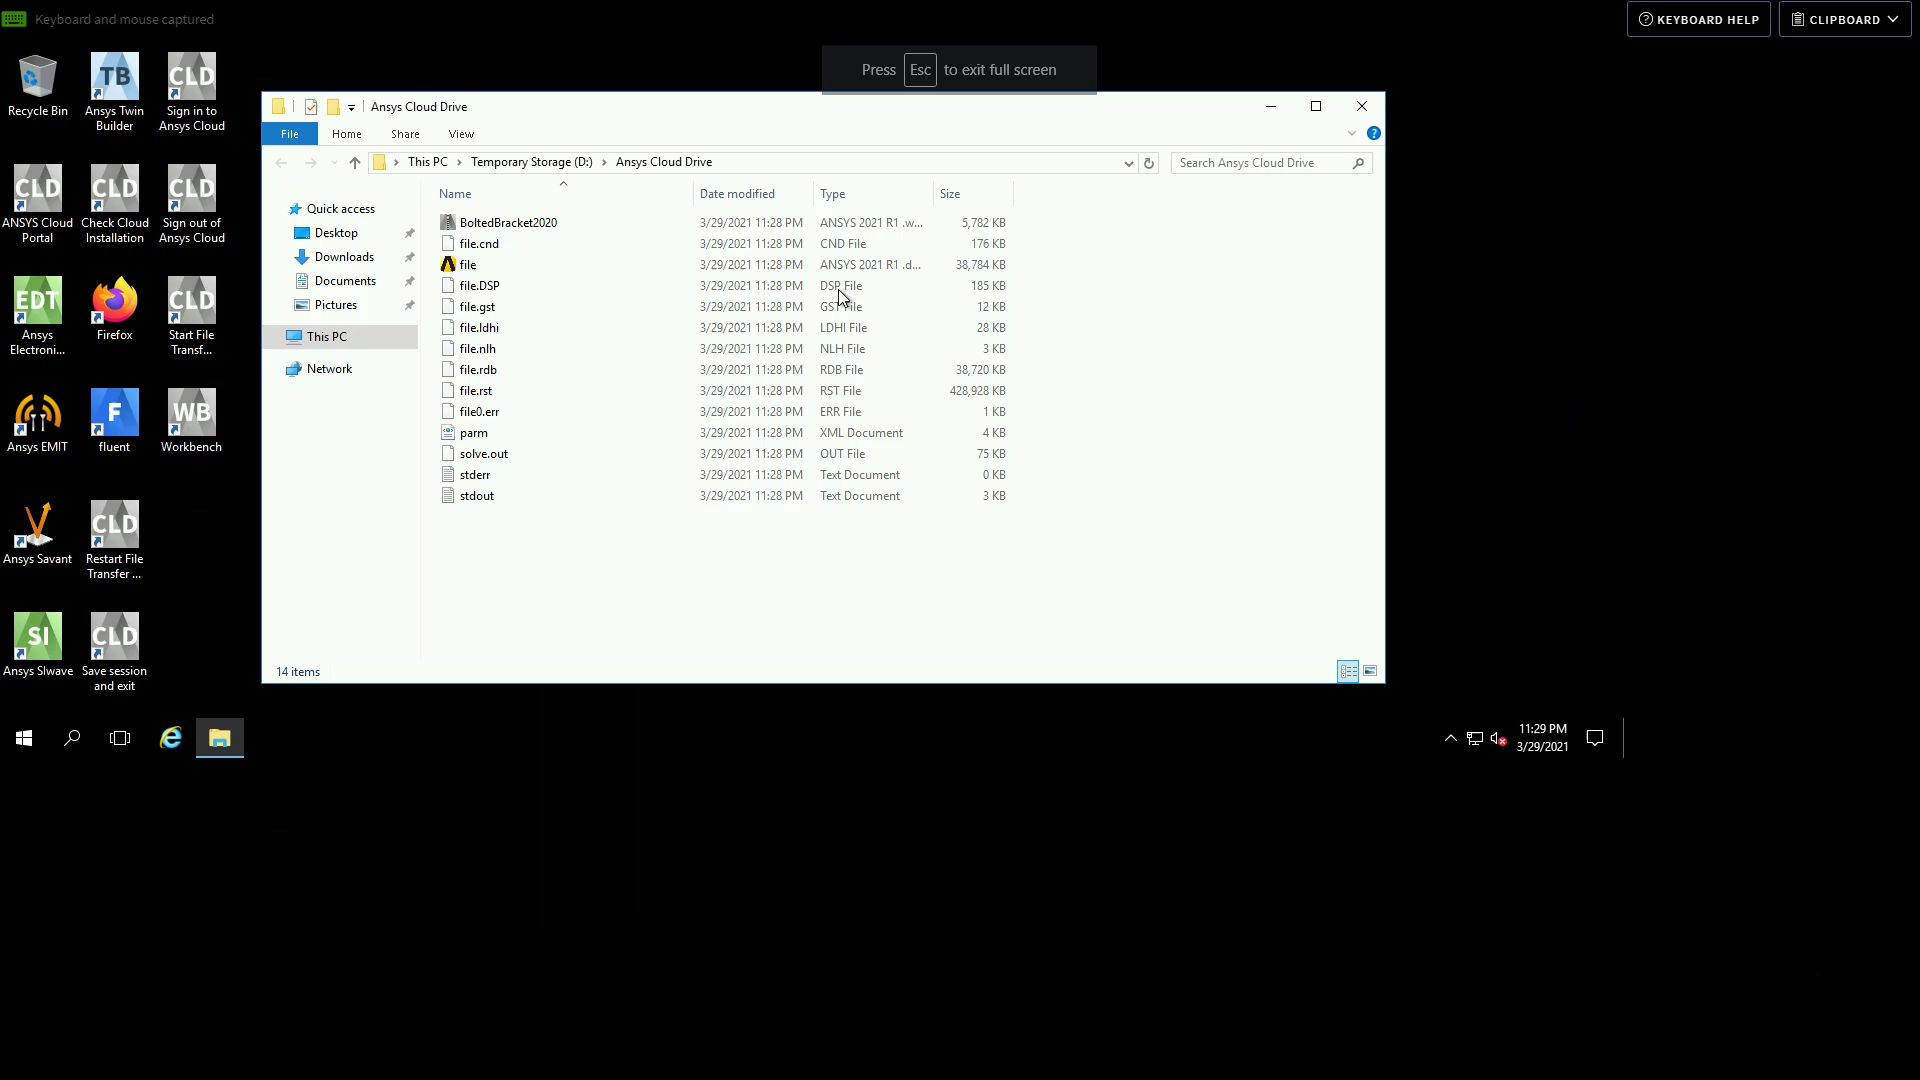 Keyboard and mouse captured
KEYBOARD HELP
CLIPBOARD
Press Esc to exit full screen
Recycle Bin
TB
Ansys Twin
Builder
CLD
Sign in to
Ansys Cloud
CLD
ANSYS Cloud
Portal
CLD
Check Cloud
Installation
CLD
Sign out of
Ansys Cloud
EDT
Ansys
Electroni...
Firefox
CLD
Start File
Transf...
Ansys EMIT
F
fluent
WB
Workbench
Ansys Savant
CLD
Restart File
Transfer ...
SI
Ansys SIwave
CLD
Save session
and exit
Ansys Cloud Drive
File Home Share View
This PC > Temporary Storage (D:) > Ansys Cloud Drive
Search Ansys Cloud Drive
Quick access
Desktop
Downloads
Documents
Pictures
This PC
Network
Name Date modified Type Size
BoltedBracket2020 3/29/2021 11:28 PM ANSYS 2021 R1 .w... 5,782 KB
file.cnd 3/29/2021 11:28 PM CND File 176 KB
file 3/29/2021 11:28 PM ANSYS 2021 R1 .d... 38,784 KB
file.DSP 3/29/2021 11:28 PM DSP File 185 KB
file.gst 3/29/2021 11:28 PM GST File 12 KB
file.ldhi 3/29/2021 11:28 PM LDHI File 28 KB
file.nlh 3/29/2021 11:28 PM NLH File 3 KB
file.rdb 3/29/2021 11:28 PM RDB File 38,720 KB
file.rst 3/29/2021 11:28 PM RST File 428,928 KB
file0.err 3/29/2021 11:28 PM ERR File 1 KB
parm 3/29/2021 11:28 PM XML Document 4 KB
solve.out 3/29/2021 11:28 PM OUT File 75 KB
stderr 3/29/2021 11:28 PM Text Document 0 KB
stdout 3/29/2021 11:28 PM Text Document 3 KB
14 items
11:29 PM
3/29/2021